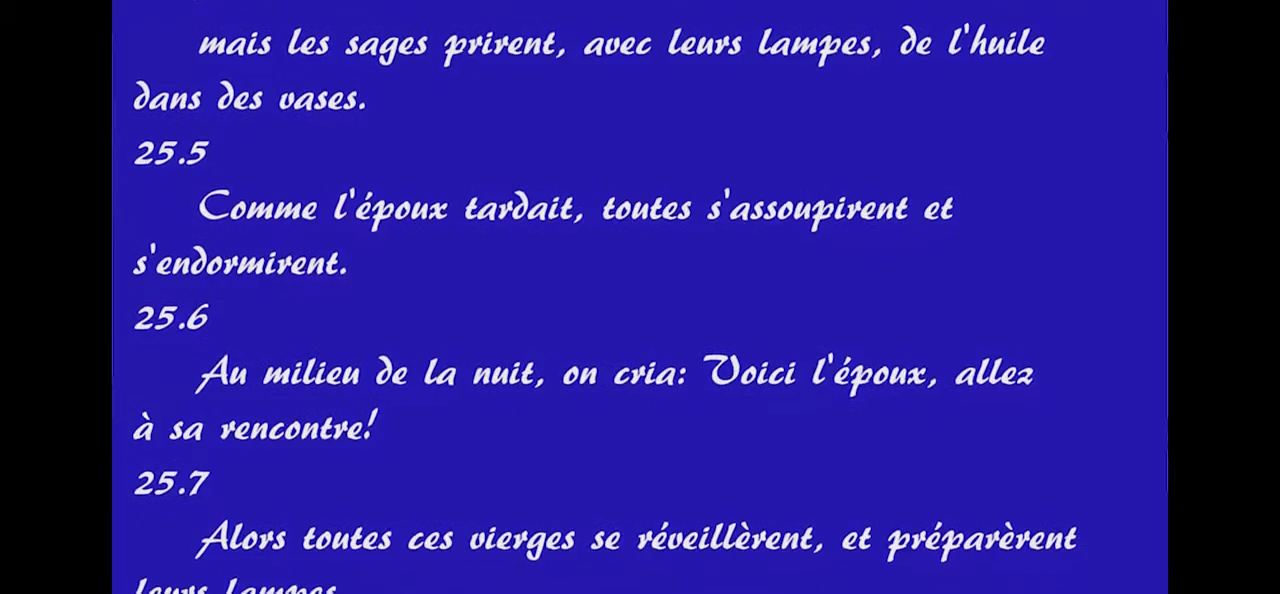 mais les sages prirent, avec leurs lampes, de l'huile
dans des vases.
25.5
Comme l'époux tardait, toutes s'assoupirent et
s'endormirent.
25.6
Au milieu de la nuit, on cria: Voici l'époux, allez
à sa rencontre!
25.7
Alors toutes ces vierges se réveillèrent, et préparèrent
leurs lampes